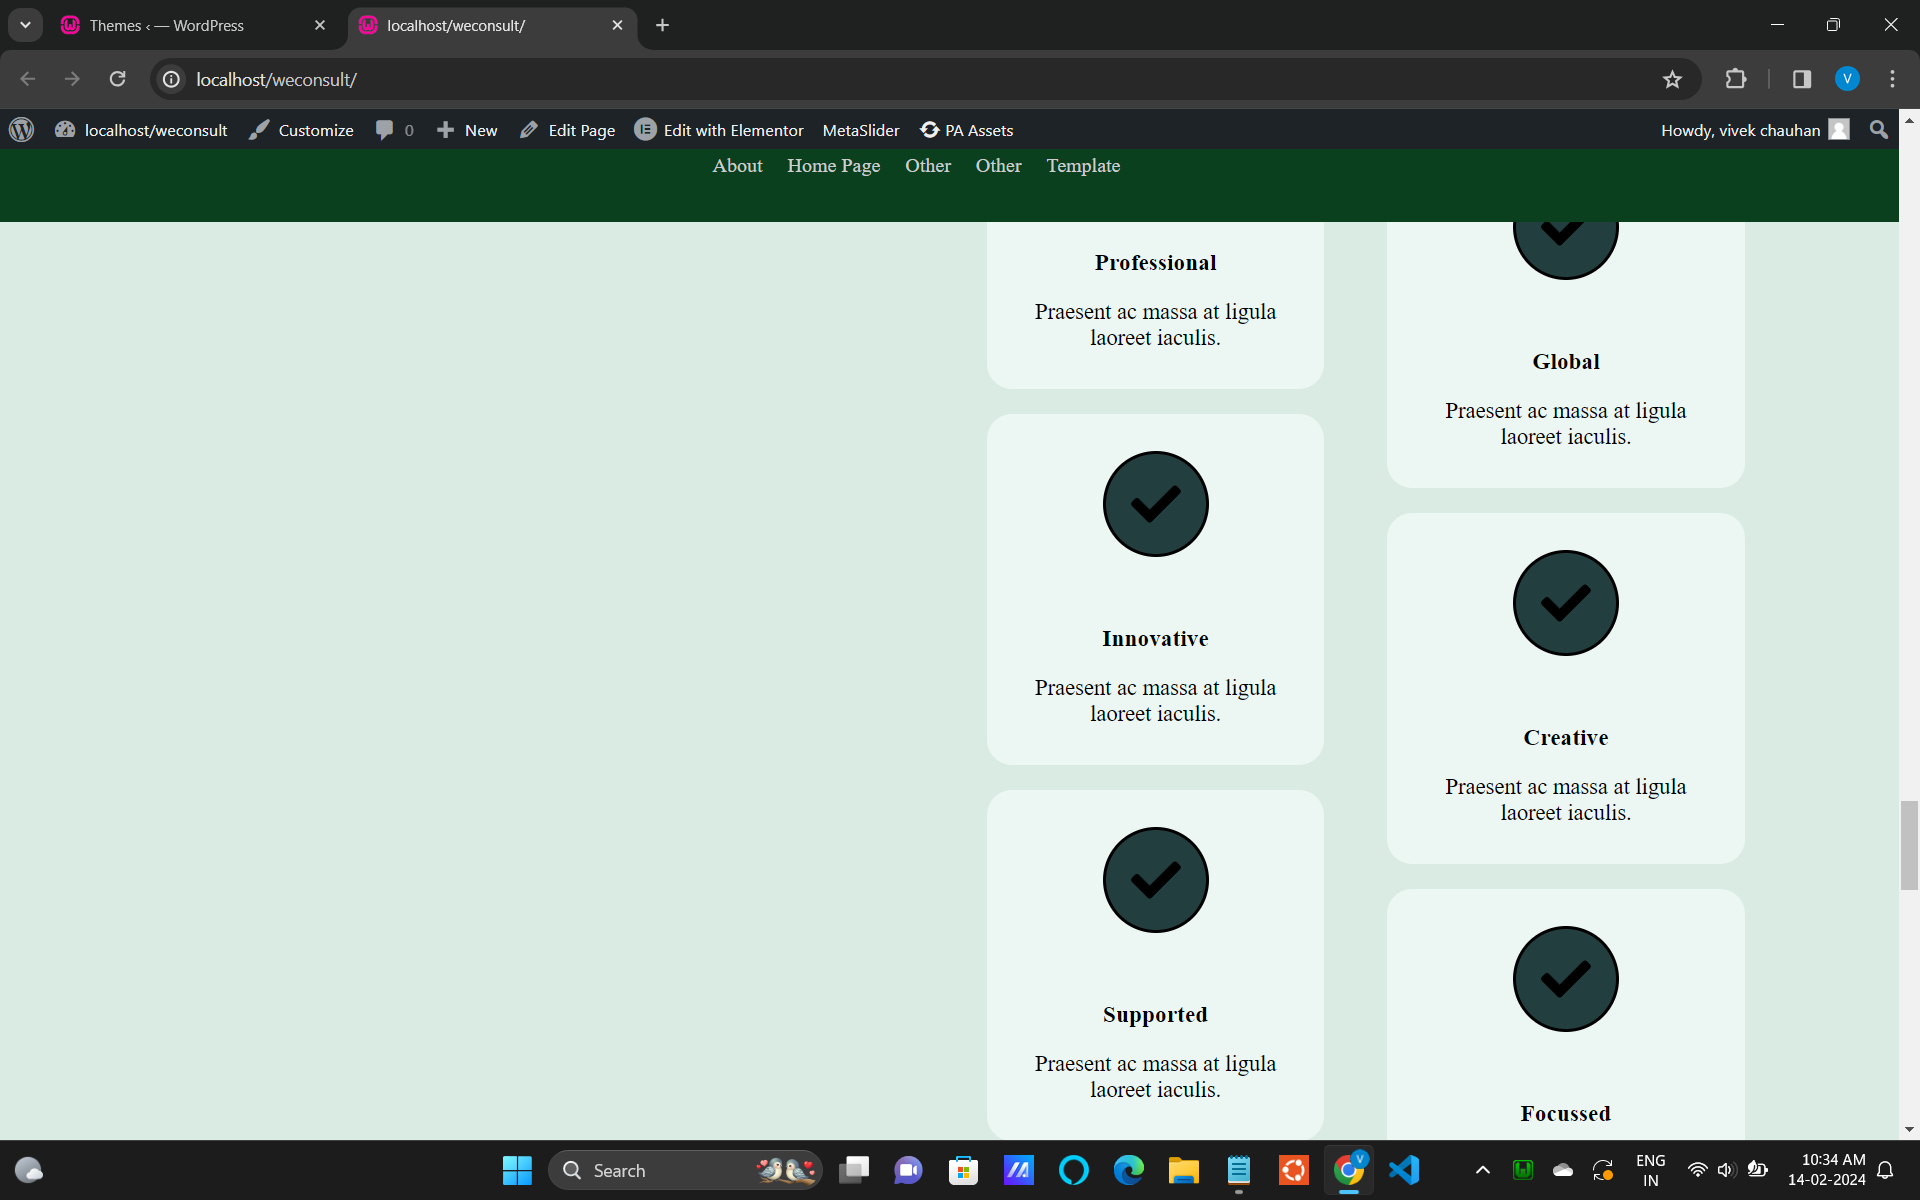 Themes ‹ — WordPress
localhost/weconsult/
localhost/weconsult/
V
localhost/weconsult
Customize
0
New
Edit Page
Edit with Elementor
MetaSlider
PA Assets
Howdy, vivek chauhan
About
Home Page
Other
Other
Template
Professional
Praesent ac massa at ligula
laoreet iaculis.
Innovative
Praesent ac massa at ligula
laoreet iaculis.
Supported
Praesent ac massa at ligula
laoreet iaculis.
Global
Praesent ac massa at ligula
laoreet iaculis.
Creative
Praesent ac massa at ligula
laoreet iaculis.
Focussed
Search
V
ENG
IN
10:34 AM
14-02-2024